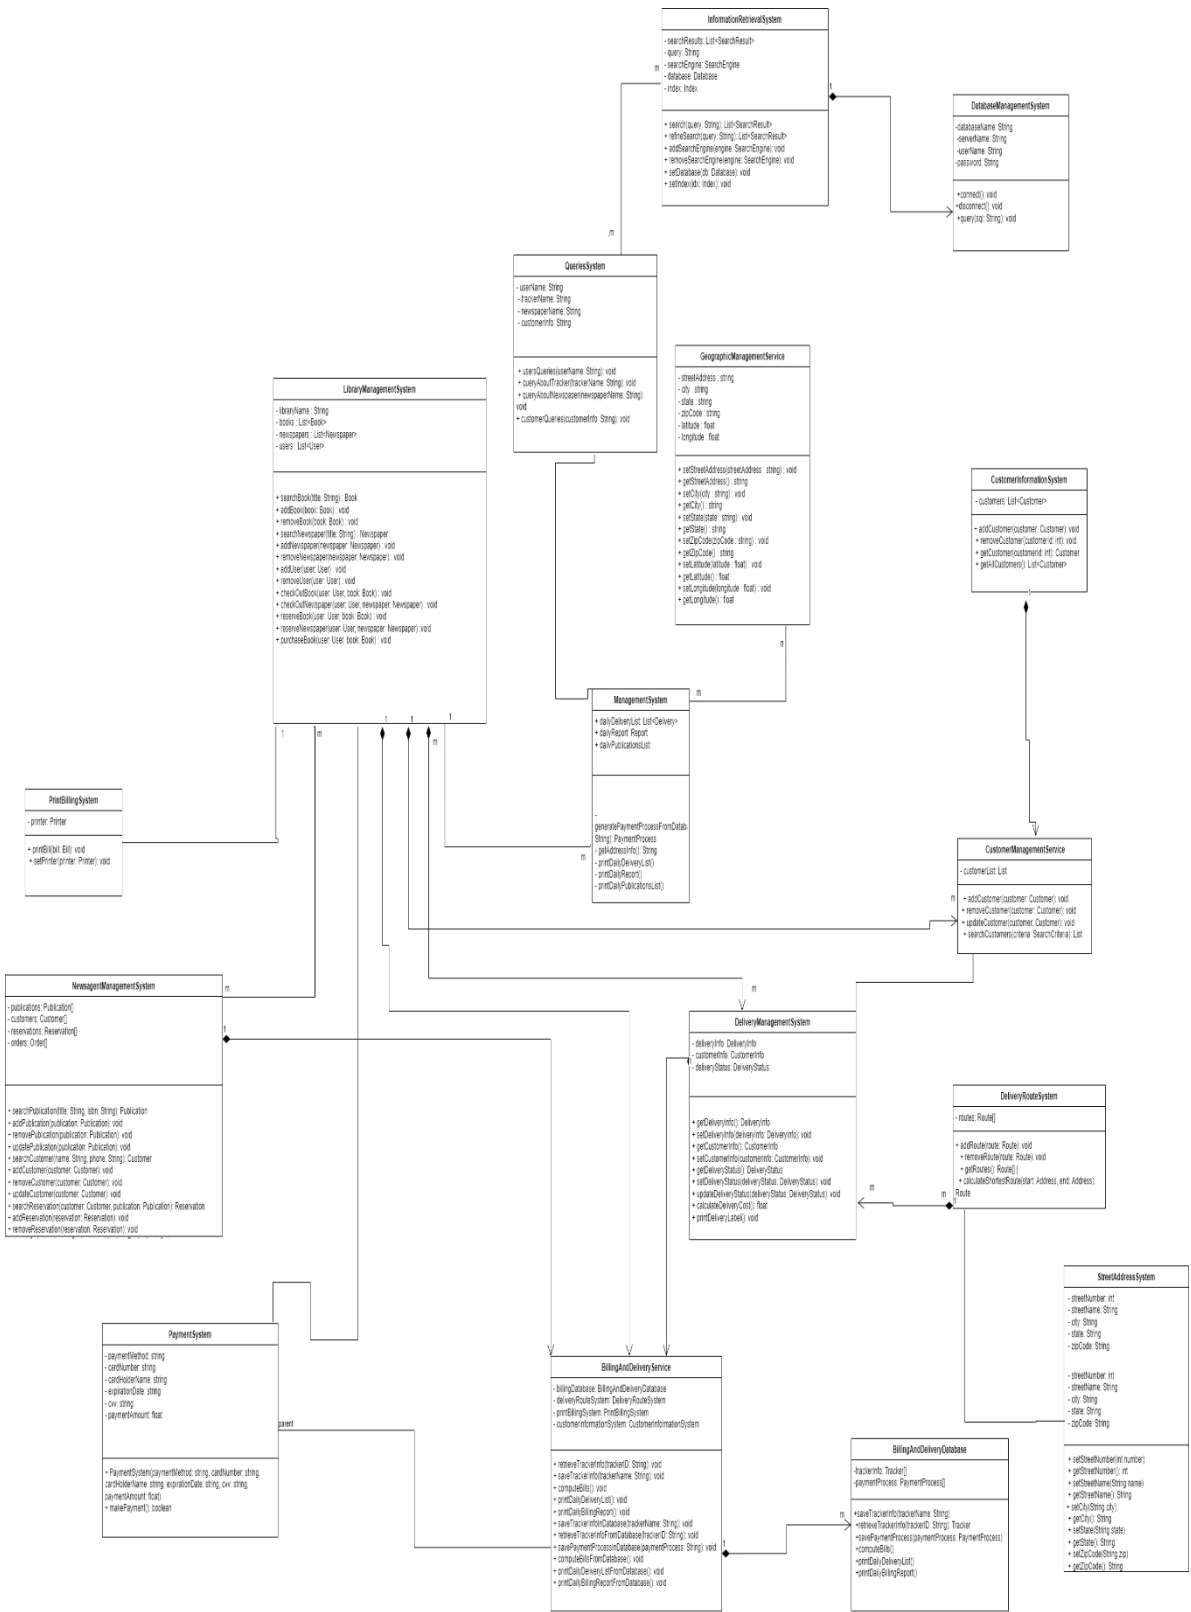 InformationRetrievalSystem
- searchResults: List<SearchResult>
- query: String
- searchEngine: SearchEngine
- database: Database
- index: Index
+ search(query: String): List<SearchResult>
+ refineSearch(query: String): List<SearchResult>
+ addSearchEngine(engine: SearchEngine): void
+ removeSearchEngine(engine: SearchEngine): void
+ setDatabase(db: Database): void
+ setIndex(idx: Index): void
m
1
m
DatabaseManagementSystem
-databaseName: String
-serverName: String
-userName: String
-password: String
+connect(): void
+disconnect(): void
+query(sql: String): void
QueriesSystem
- userName: String
- trackerName: String
- newspaperName: String
- customerInfo: String
+ usersQueries(userName: String): void
+ queryAboutTracker(trackerName: String): void
+ queryAboutNewspaper(newspaperName: String):
void
+ customerQueries(customerInfo: String): void
GeographicManagementService
- streetAddress : string
- city : string
- state : string
- zipCode : string
- latitude : float
- longitude : float
+ setStreetAddress(streetAddress : string) : void
+ getStreetAddress() : string
+ setCity(city : string) : void
+ getCity() : string
+ setState(state : string) : void
+ getState() : string
+ setZipCode(zipCode : string) : void
+ getZipCode() : string
+ setLatitude(latitude : float) : void
+ getLatitude() : float
+ setLongitude(longitude : float) : void
+ getLongitude() : float
m
m
LibraryManagementSystem
- libraryName : String
- books : List<Book>
- newspapers : List<Newspaper>
- users : List<User>
+ searchBook(title: String) : Book
+ addBook(book: Book) : void
+ removeBook(book: Book) : void
+ searchNewspaper(title: String) : Newspaper
+ addNewspaper(newspaper: Newspaper) : void
+ removeNewspaper(newspaper: Newspaper) : void
+ addUser(user: User) : void
+ removeUser(user: User) : void
+ checkOutBook(user: User, book: Book) : void
+ checkOutNewspaper(user: User, newspaper: Newspaper) : void
+ reserveBook(user: User, book: Book) : void
+ reserveNewspaper(user: User, newspaper: Newspaper) : void
+ purchaseBook(user: User, book: Book) : void
1
m
1
1
m
1
CustomerInformationSystem
- customers: List<Customer>
+ addCustomer(customer: Customer): void
+ removeCustomer(customerId: int): void
+ getCustomer(customerId: int): Customer
+ getAllCustomers(): List<Customer>
1
ManagementSystem
+ dailyDeliveryList: List<Delivery>
+ dailyReport: Report
+ dailyPublicationsList
-
generatePaymentProcessFromDatab
String): PaymentProcess
- getAddressInfo(): String
- printDailyDeliveryList()
- printDailyReport()
- printDailyPublicationsList()
m
PrintBillingSystem
- printer: Printer
+ printBill(bill: Bill): void
+ setPrinter(printer: Printer): void
CustomerManagementService
- customerList: List
+ addCustomer(customer: Customer): void
+ removeCustomer(customer: Customer): void
+ updateCustomer(customer: Customer): void
+ searchCustomers(criteria: SearchCriteria): List
m
NewsagentManagementSystem
- publications: Publication[]
- customers: Customer[]
- reservations: Reservation[]
- orders: Order[]
+ searchPublication(title: String, isbn: String): Publication
+ addPublication(publication: Publication): void
+ removePublication(publication: Publication): void
+ updatePublication(publication: Publication): void
+ searchCustomer(name: String, phone: String): Customer
+ addCustomer(customer: Customer): void
+ removeCustomer(customer: Customer): void
+ updateCustomer(customer: Customer): void
+ searchReservation(customer: Customer, publication: Publication): Reservation
+ addReservation(reservation: Reservation): void
+ removeReservation(reservation: Reservation): void
m
1
DeliveryManagementSystem
- deliveryInfo: DeliveryInfo
- customerInfo: CustomerInfo
- deliveryStatus: DeliveryStatus
+ getDeliveryInfo(): DeliveryInfo
+ setDeliveryInfo(deliveryInfo: DeliveryInfo): void
+ getCustomerInfo(): CustomerInfo
+ setCustomerInfo(customerInfo: CustomerInfo): void
+ getDeliveryStatus(): DeliveryStatus
+ setDeliveryStatus(deliveryStatus: DeliveryStatus): void
+ updateDeliveryStatus(deliveryStatus: DeliveryStatus): void
+ calculateDeliveryCost(): float
+ printDeliveryLabel(): void
m
m
m
1
DeliveryRouteSystem
- routes: Route[]
+ addRoute(route: Route): void
+ removeRoute(route: Route): void
+ getRoutes(): Route[] )
+ calculateShortestRoute(start: Address, end: Address):
Route
StreetAddressSystem
- streetNumber: int
- streetName: String
- city: String
- state: String
- zipCode: String
- streetNumber: int
- streetName: String
- city: String
- state: String
- zipCode: String
+ setStreetNumber(int number)
+ getStreetNumber(): int
+ setStreetName(String name)
+ getStreetName(): String
+ setCity(String city)
+ getCity(): String
+ setState(String state)
+ getState(): String
+ setZipCode(String zip)
+ getZipCode(): String
PaymentSystem
- paymentMethod: string
- cardNumber: string
- cardHolderName: string
- expirationDate: string
- cvv: string
- paymentAmount: float
+ PaymentSystem(paymentMethod: string, cardNumber: string,
cardHolderName: string, expirationDate: string, cvv: string,
paymentAmount: float)
+ makePayment(): boolean
parent
BillingAndDeliveryService
- billingDatabase: BillingAndDeliveryDatabase
- deliveryRouteSystem: DeliveryRouteSystem
- printBillingSystem: PrintBillingSystem
- customerInformationSystem: CustomerInformationSystem
+ retrieveTrackerInfo(trackerID: String): void
+ saveTrackerInfo(trackerName: String): void
+ computeBills(): void
+ printDailyDeliveryList(): void
+ printDailyBillingReport(): void
+ saveTrackerInfoInDatabase(trackerName: String): void
+ retrieveTrackerInfoFromDatabase(trackerID: String): void
+ savePaymentProcessInDatabase(paymentProcess: String): void
+ computeBillsFromDatabase(): void
+ printDailyDeliveryListFromDatabase(): void
+ printDailyBillingReportFromDatabase(): void
1
m
BillingAndDeliveryDatabase
-trackerInfo: Tracker[]
-paymentProcess: PaymentProcess[]
+saveTrackerInfo(trackerName: String)
+retrieveTrackerInfo(trackerID: String): Tracker
+savePaymentProcess(paymentProcess: PaymentProcess)
+computeBills()
+printDailyDeliveryList()
+printDailyBillingReport()